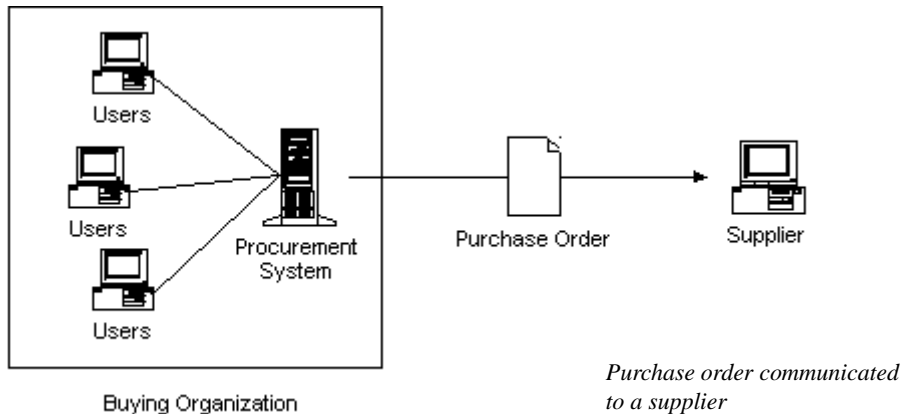 Users
Users
Users
Procurement
System
Purchase Order
Supplier
Buying Organization
Purchase order communicated
to a supplier